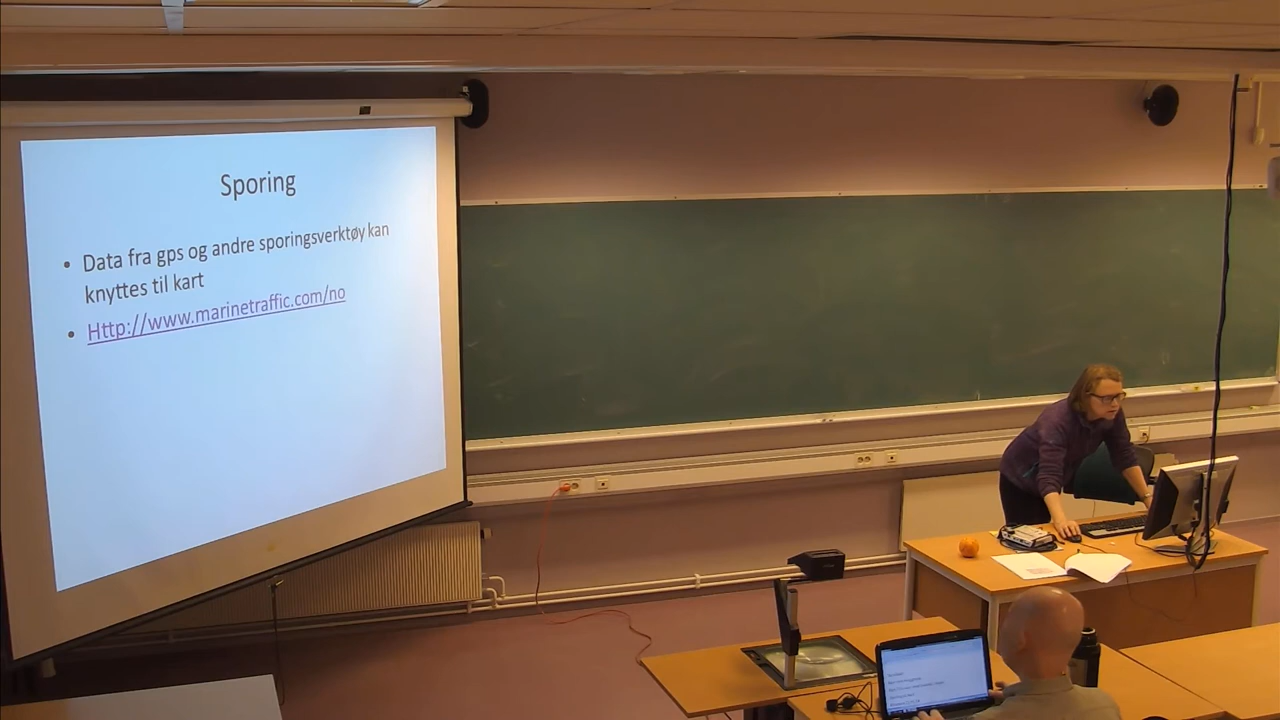 Sporing
• Data fra gps og andre sporingsverktøy kan
knyttes til kart
• Http://www.marinetraffic.com/no